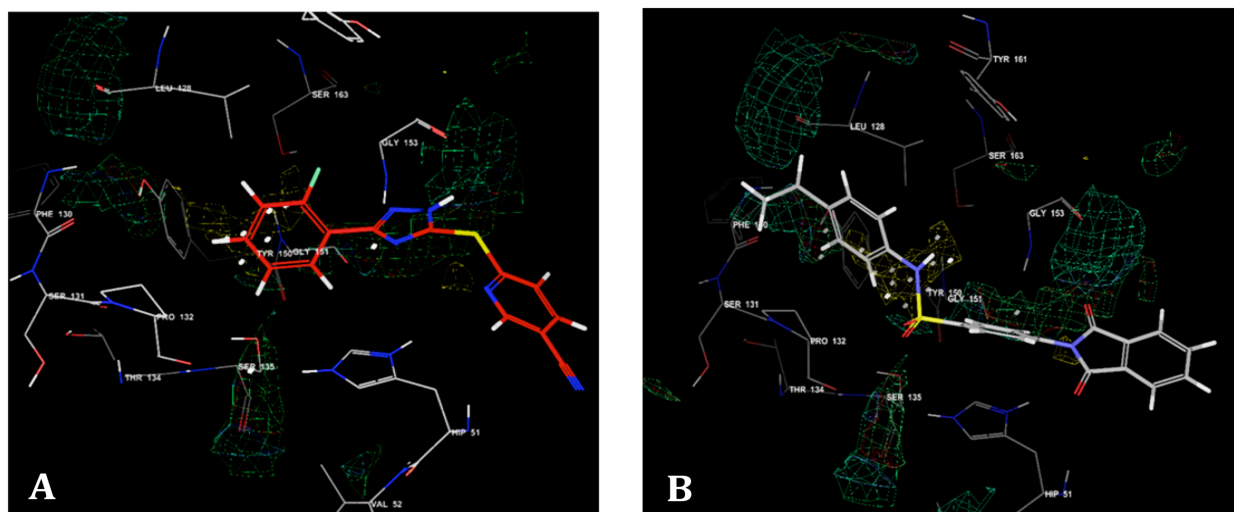 LEU 128
SER 163
GLY 153
PHE 130
TYR 150
GLY 151
SER 131
PRO 132
THR 134
SER 135
HIP 51
VAL 52
A
TYR 161
LEU 128
SER 163
GLY 153
TYR 150
GLY 151
SER 131
PRO 132
THR 134
SER 135
HIP 51
B